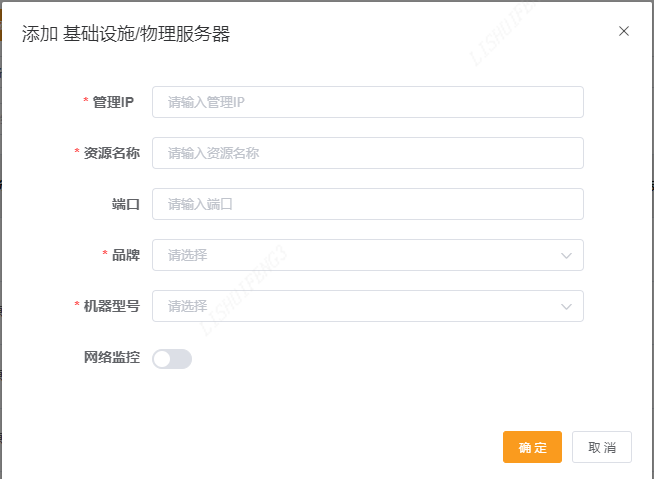 添加 基础设施/物理服务器
* 管理IP 请输入管理IP
* 资源名称 请输入资源名称
端口 请输入端口
* 品牌 请选择
* 机器型号 请选择
网络监控
确定 取消
LISHUIFENG3